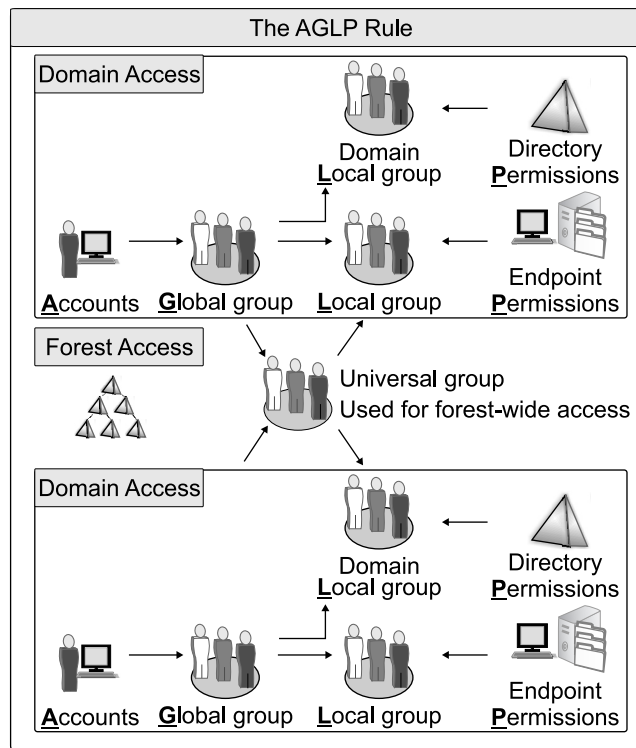 The AGLP Rule
Domain Access
Domain
Local group
Directory
Permissions
Accounts
Global group
Local group
Endpoint
Permissions
Forest Access
Universal group
Used for forest-wide access
Domain Access
Domain
Local group
Directory
Permissions
Accounts
Global group
Local group
Endpoint
Permissions